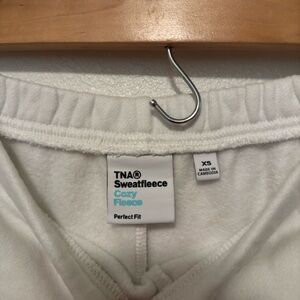 TNA®
Sweatfleece
Cozy
Fleece
Perfect Fit
XS
MADE IN
CAMBODIA